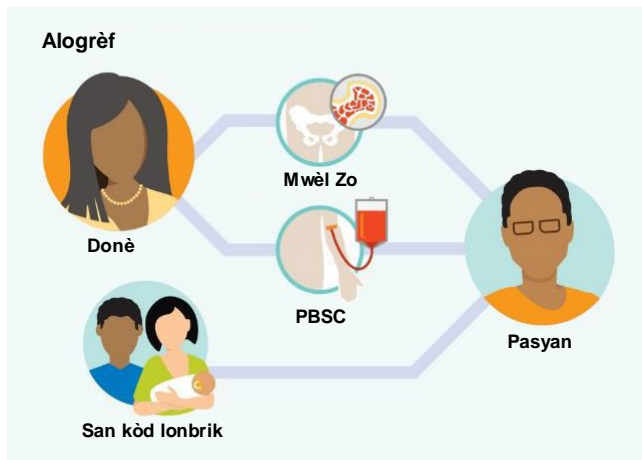 Alogrèf
Mwèl Zo
Donè
PBSC
Pasyan
San kòd lonbrik